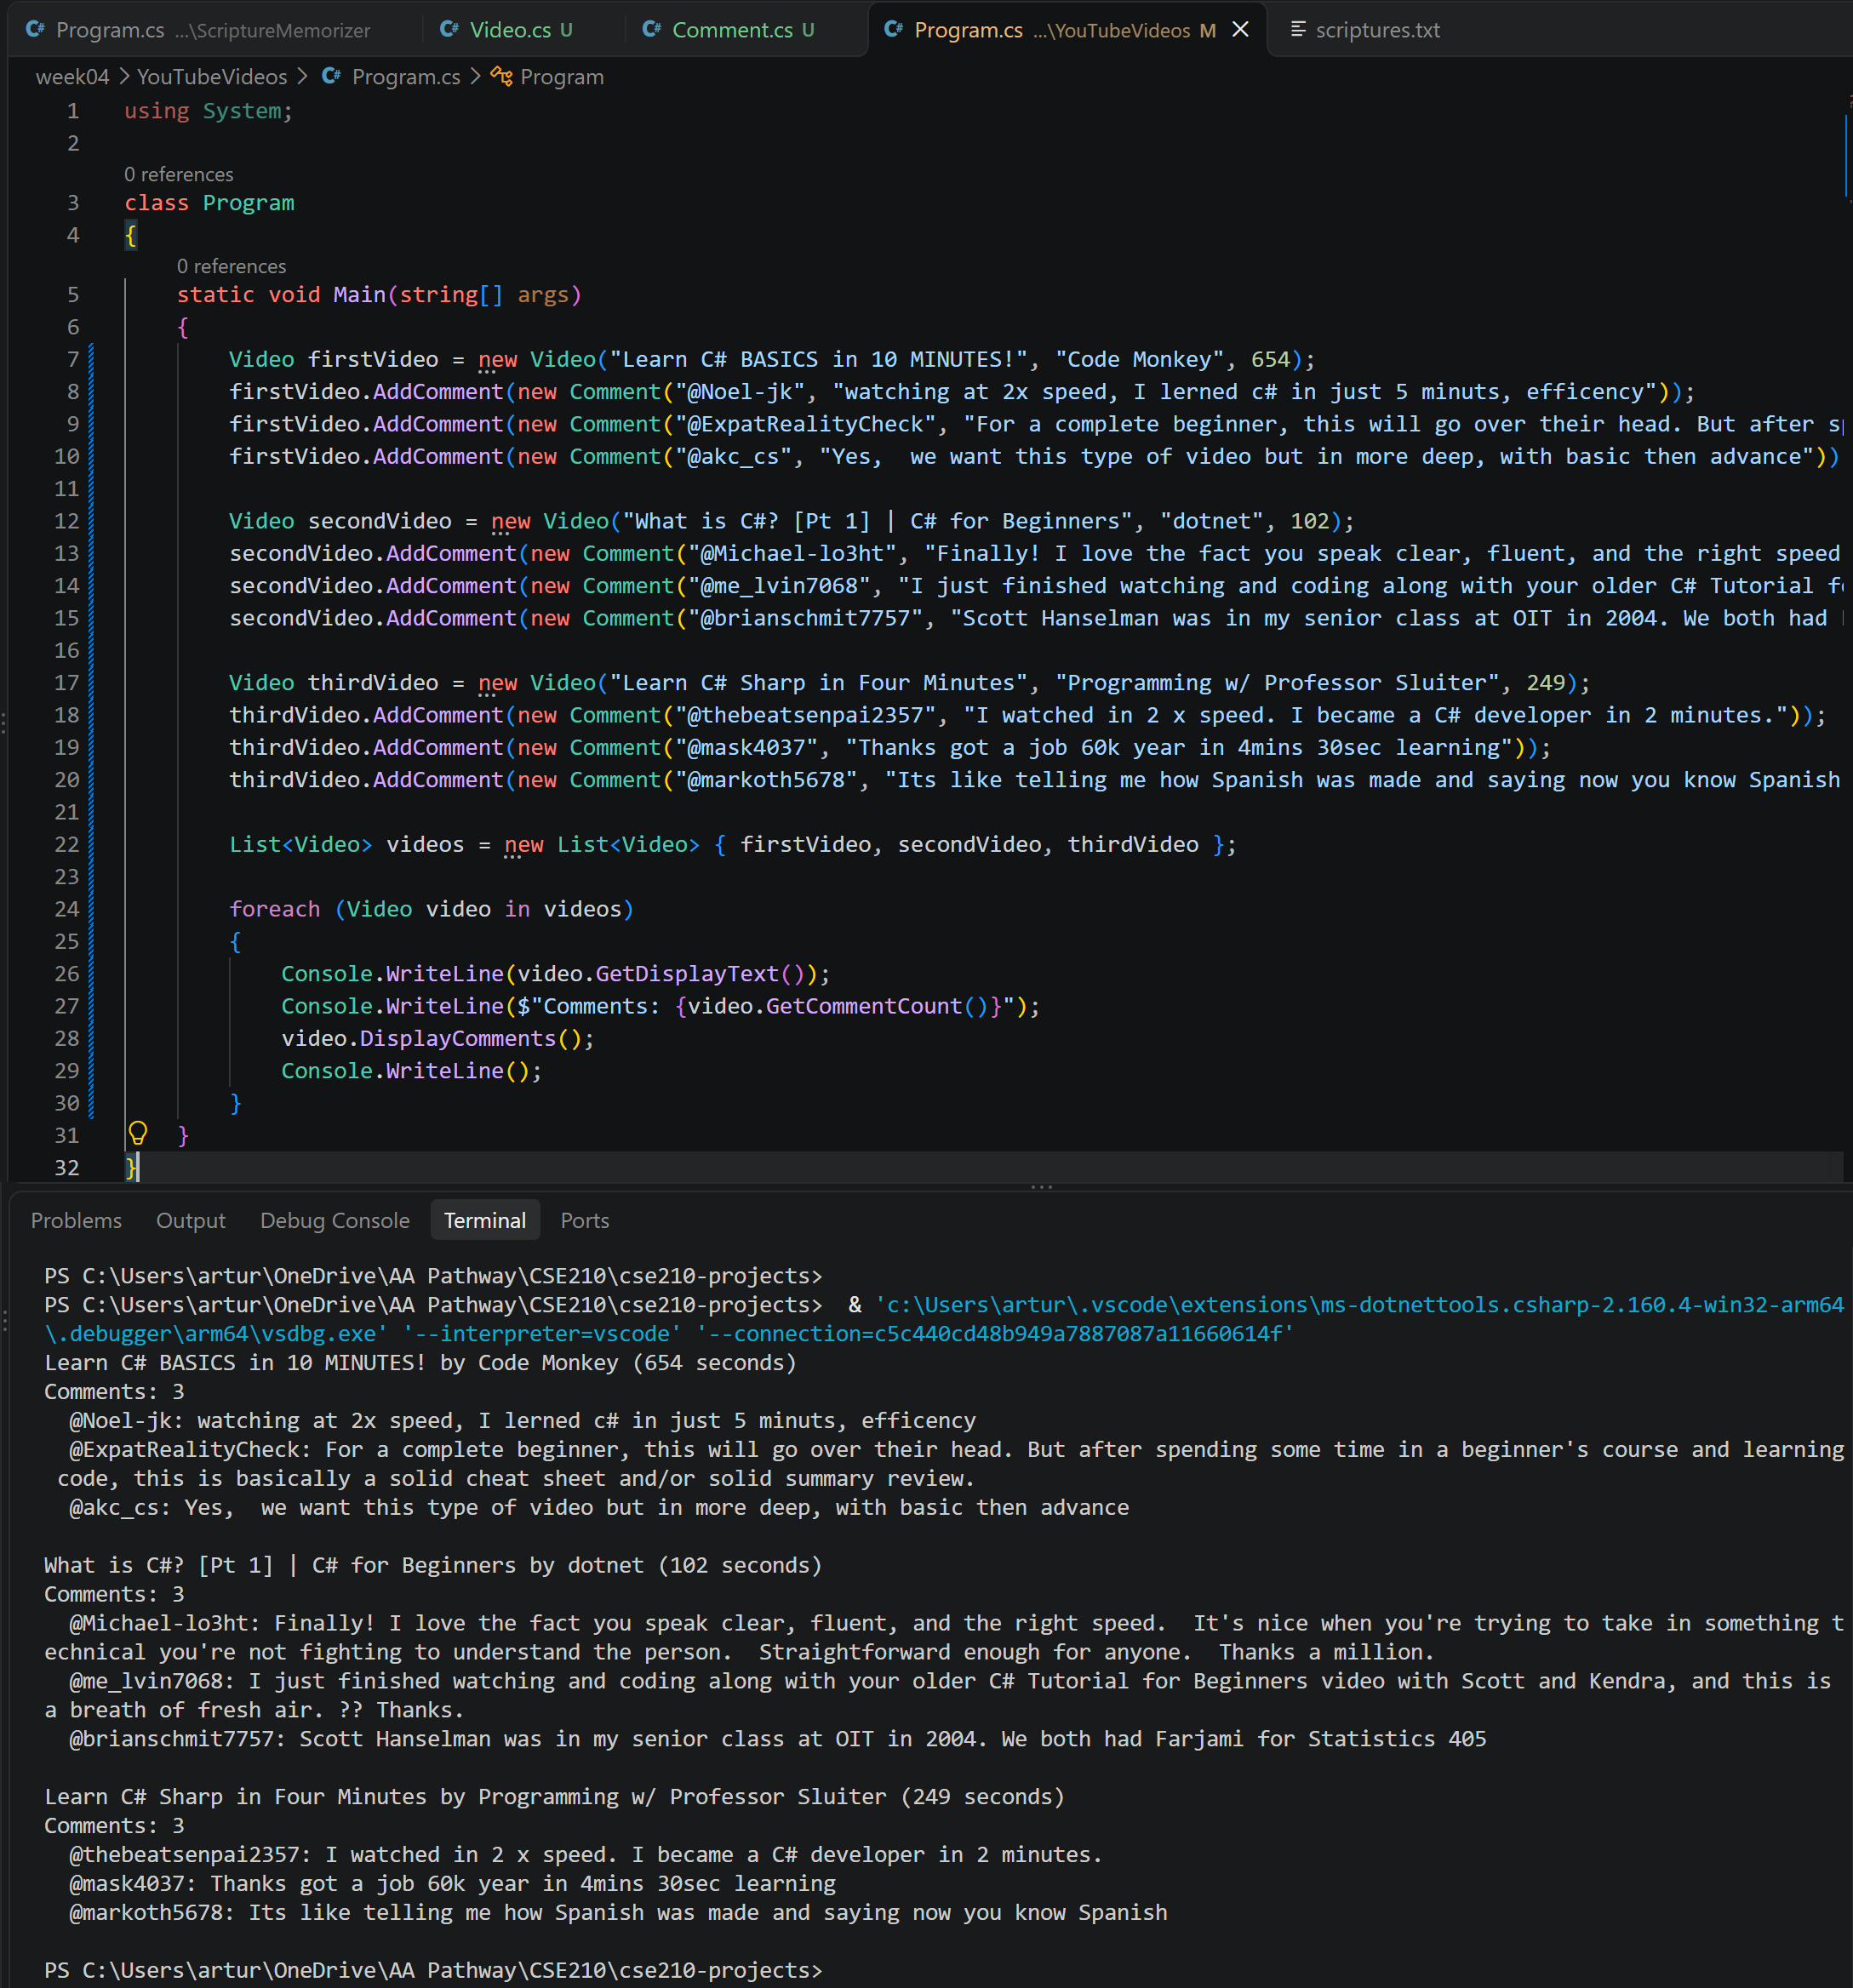 C# Program.cs ...\ScriptureMemorizer C# Video.cs U C# Comment.cs U C# Program.cs ...\YouTubeVideos M scriptures.txt
week04 > YouTubeVideos > C# Program.cs > Program
1 using System;
2
0 references
3 class Program
4 {
0 references
5 static void Main(string[] args)
6 {
7 Video firstVideo = new Video("Learn C# BASICS in 10 MINUTES!", "Code Monkey", 654);
8 firstVideo.AddComment(new Comment("@Noel-jk", "watching at 2x speed, I lerned c# in just 5 minuts, efficency"));
9 firstVideo.AddComment(new Comment("@ExpatRealityCheck", "For a complete beginner, this will go over their head. But after
10 firstVideo.AddComment(new Comment("@akc_cs", "Yes,  we want this type of video but in more deep, with basic then advance"))
11
12 Video secondVideo = new Video("What is C#? [Pt 1] | C# for Beginners", "dotnet", 102);
13 secondVideo.AddComment(new Comment("@Michael-lo3ht", "Finally! I love the fact you speak clear, fluent, and the right speed
14 secondVideo.AddComment(new Comment("@me_lvin7068", "I just finished watching and coding along with your older C# Tutorial
15 secondVideo.AddComment(new Comment("@brianschmit7757", "Scott Hanselman was in my senior class at OIT in 2004. We both had
16
17 Video thirdVideo = new Video("Learn C# Sharp in Four Minutes", "Programming w/ Professor Sluiter", 249);
18 thirdVideo.AddComment(new Comment("@thebeatsenpai2357", "I watched in 2 x speed. I became a C# developer in 2 minutes."));
19 thirdVideo.AddComment(new Comment("@mask4037", "Thanks got a job 60k year in 4mins 30sec learning"));
20 thirdVideo.AddComment(new Comment("@markoth5678", "Its like telling me how Spanish was made and saying now you know Spanish
21
22 List<Video> videos = new List<Video> { firstVideo, secondVideo, thirdVideo };
23
24 foreach (Video video in videos)
25 {
26 Console.WriteLine(video.GetDisplayText());
27 Console.WriteLine($"Comments: {video.GetCommentCount()}");
28 video.DisplayComments();
29 Console.WriteLine();
30 }
31 }
32 }
Problems Output Debug Console Terminal Ports
PS C:\Users\artur\OneDrive\AA Pathway\CSE210\cse210-projects>
PS C:\Users\artur\OneDrive\AA Pathway\CSE210\cse210-projects>  & 'c:\Users\artur\.vscode\extensions\ms-dotnettools.csharp-2.160.4-win32-arm64
\.debugger\arm64\vsdbg.exe' '--interpreter=vscode' '--connection=c5c440cd48b949a7887087a11660614f'
Learn C# BASICS in 10 MINUTES! by Code Monkey (654 seconds)
Comments: 3
@Noel-jk: watching at 2x speed, I lerned c# in just 5 minuts, efficency
@ExpatRealityCheck: For a complete beginner, this will go over their head. But after spending some time in a beginner's course and learning
code, this is basically a solid cheat sheet and/or solid summary review.
@akc_cs: Yes,  we want this type of video but in more deep, with basic then advance
What is C#? [Pt 1] | C# for Beginners by dotnet (102 seconds)
Comments: 3
@Michael-lo3ht: Finally! I love the fact you speak clear, fluent, and the right speed.  It's nice when you're trying to take in something t
echnical you're not fighting to understand the person.  Straightforward enough for anyone.  Thanks a million.
@me_lvin7068: I just finished watching and coding along with your older C# Tutorial for Beginners video with Scott and Kendra, and this is
a breath of fresh air. ?? Thanks.
@brianschmit7757: Scott Hanselman was in my senior class at OIT in 2004. We both had Farjami for Statistics 405
Learn C# Sharp in Four Minutes by Programming w/ Professor Sluiter (249 seconds)
Comments: 3
@thebeatsenpai2357: I watched in 2 x speed. I became a C# developer in 2 minutes.
@mask4037: Thanks got a job 60k year in 4mins 30sec learning
@markoth5678: Its like telling me how Spanish was made and saying now you know Spanish
PS C:\Users\artur\OneDrive\AA Pathway\CSE210\cse210-projects>